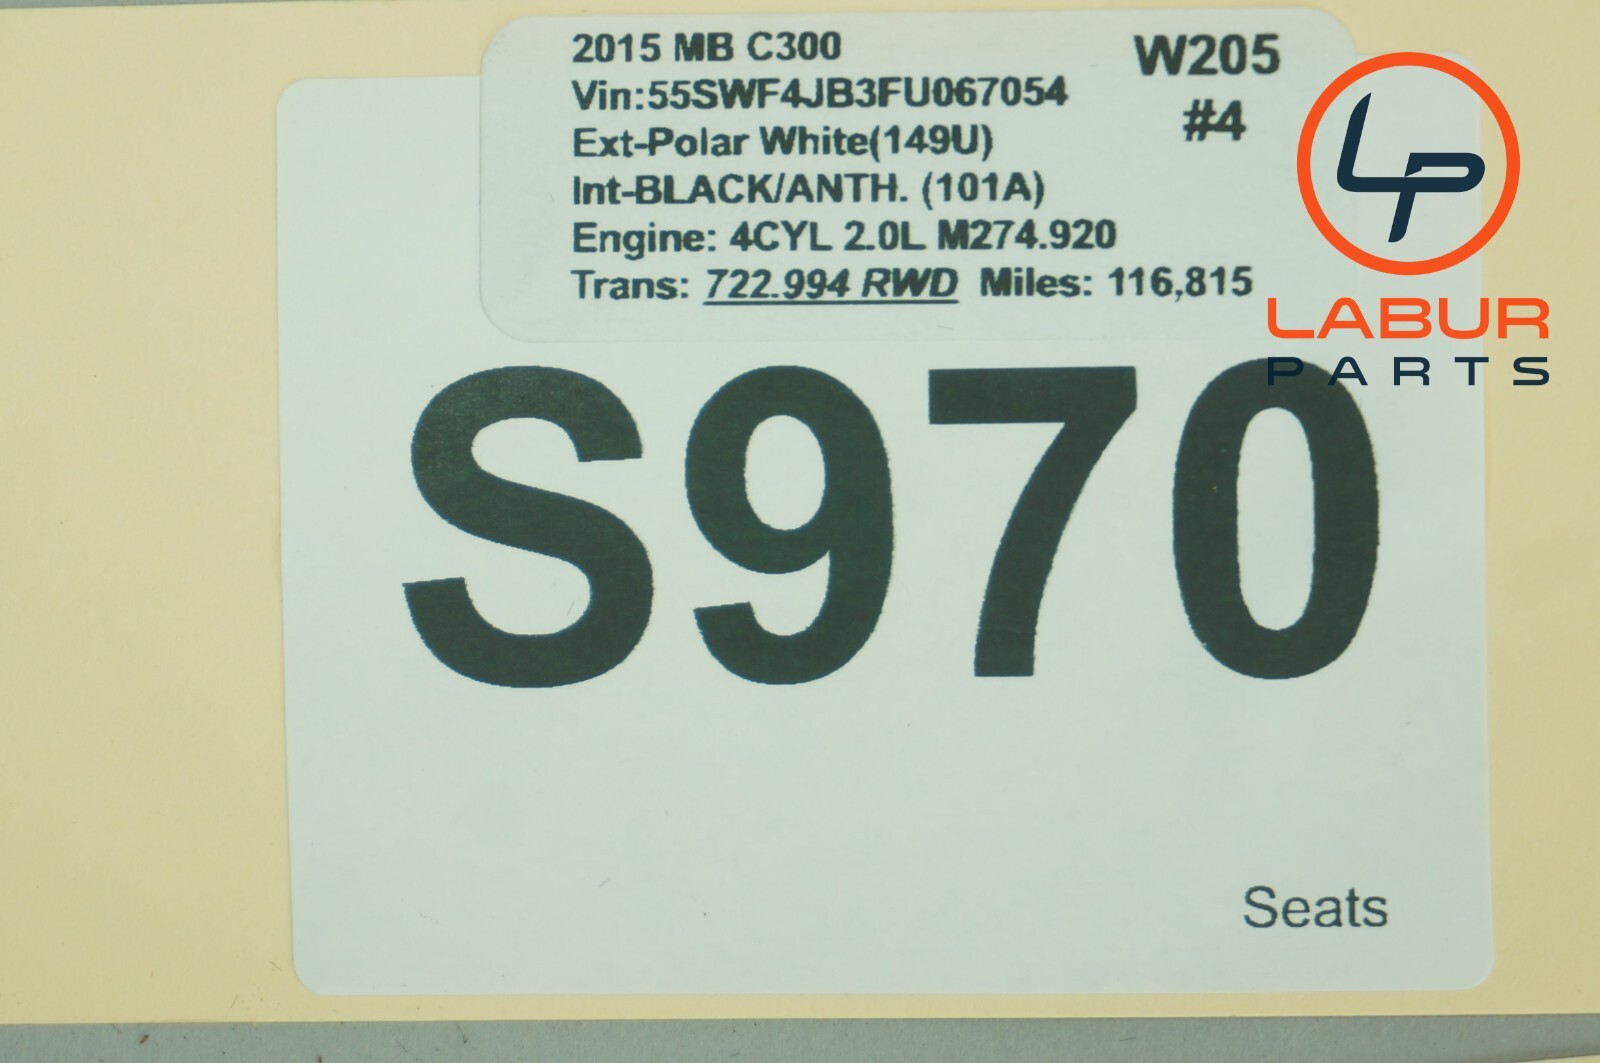 2015 MB C300
W205
#4
Vin:55SWF4JB3FU067054
Ext-Polar White(149U)
Int-BLACK/ANTH. (101A)
Engine: 4CYL 2.0L M274.920
Trans: 722.994 RWD Miles: 116,815
LP
LABUR
PARTS
S970
Seats